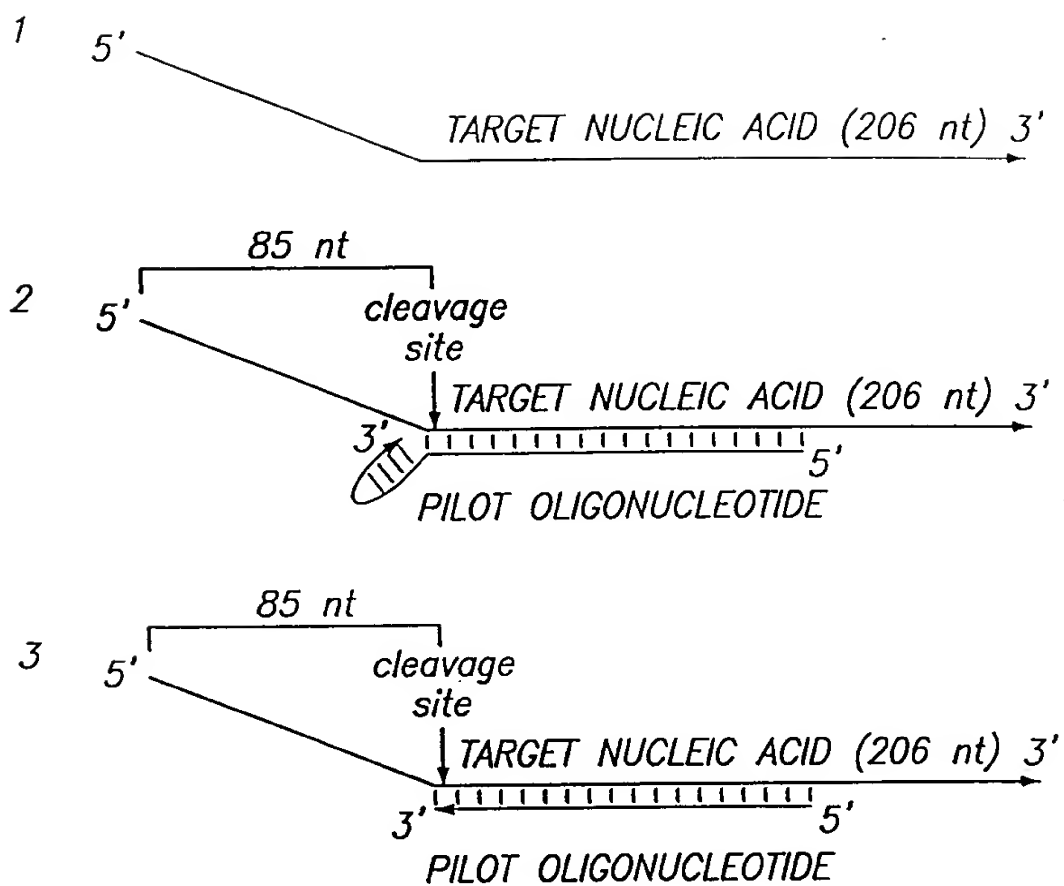 1
5'
TARGET NUCLEIC ACID (206 nt) 3'
85 nt
2
5'
cleavage
site
TARGET NUCLEIC ACID (206 nt) 3'
3'
5'
PILOT OLIGONUCLEOTIDE
85 nt
3
5'
cleavage
site
TARGET NUCLEIC ACID (206 nt) 3'
3'
5'
PILOT OLIGONUCLEOTIDE